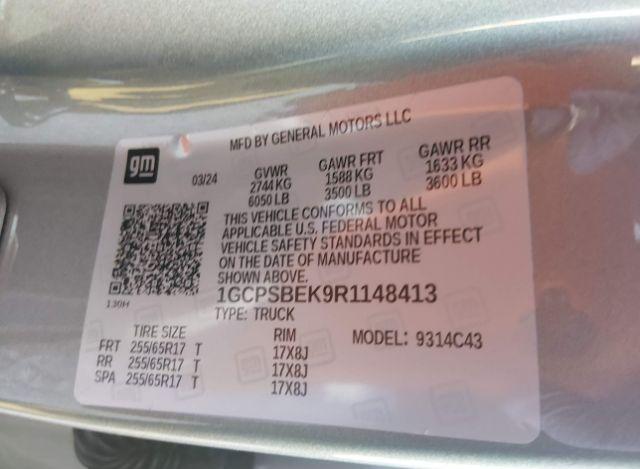 MFD BY GENERAL MOTORS LLC
gm
03/24
GVWR
2744 KG
6050 LB
GAWR FRT
1588 KG
3500 LB
GAWR RR
1633 KG
3600 LB
THIS VEHICLE CONFORMS TO ALL
APPLICABLE U.S. FEDERAL MOTOR
VEHICLE SAFETY STANDARDS IN EFFECT
ON THE DATE OF MANUFACTURE
SHOWN ABOVE.
130H
1GCPSBEK9R1148413
TYPE: TRUCK
TIRE SIZE RIM MODEL: 9314C43
FRT 255/65R17 T 17X8J
RR 255/65R17 T 17X8J
SPA 255/65R17 T 17X8J